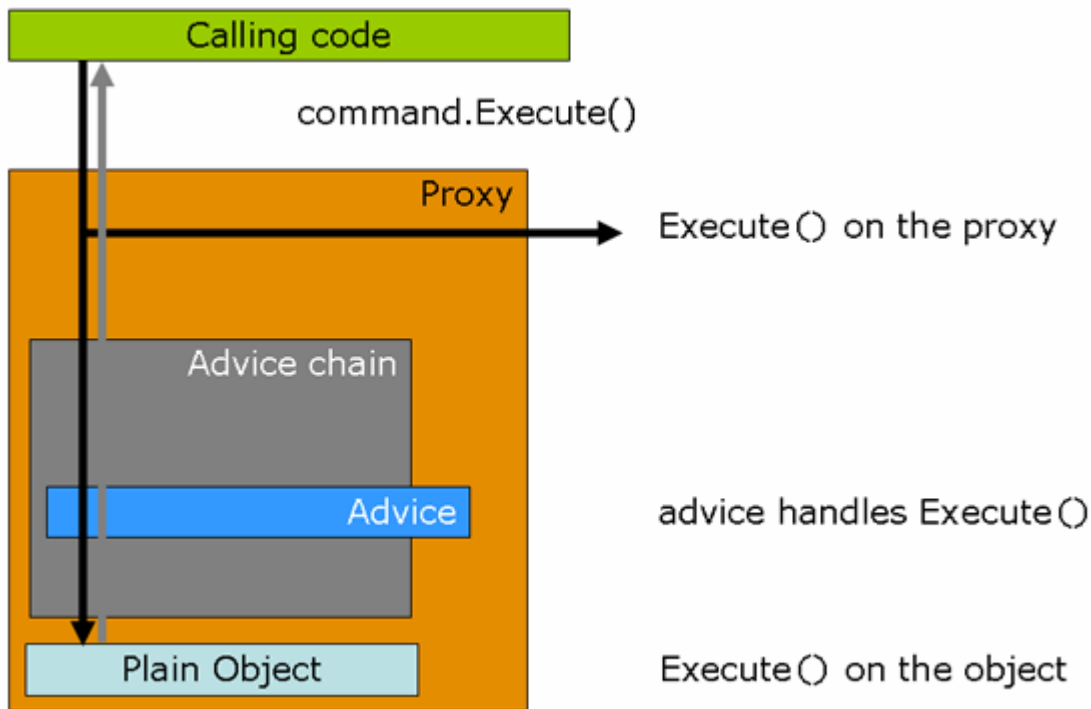 Calling code
command.Execute()
Proxy
Execute() on the proxy
Advice chain
Advice
advice handles Execute()
Plain Object
Execute() on the object